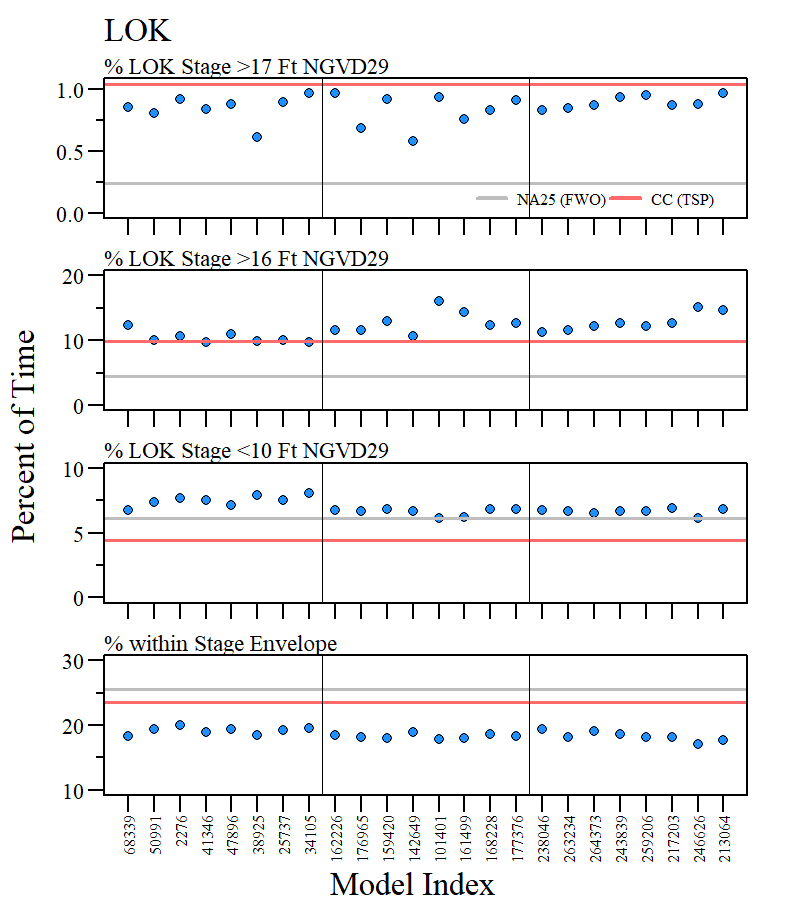 LOK
% LOK Stage >17 Ft NGVD29
1.0
0.5
0.0
NA25 (FWO) CC (TSP)
% LOK Stage >16 Ft NGVD29
20
10
0
% LOK Stage <10 Ft NGVD29
10
5
0
% within Stage Envelope
30
20
10
Percent of Time
68339 50991 2276 41346 47896 38925 25737 34105 162226 176965 159420 142649 101401 161499 168228 177376 238046 263234 264373 243839 259206 217203 246626 213064
Model Index